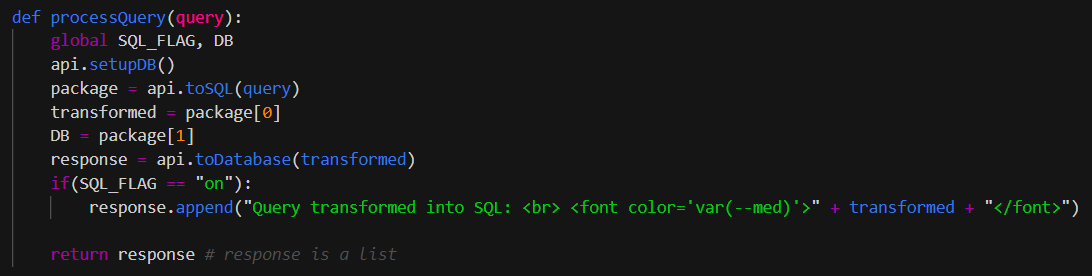 def processQuery(query):
    global SQL_FLAG, DB
    api.setupDB()
    package = api.toSQL(query)
    transformed = package[0]
    DB = package[1]
    response = api.toDatabase(transformed)
    if(SQL_FLAG == "on"):
        response.append("Query transformed into SQL: <br> <font color='var(--med)'>" + transformed + "</font>")
    return response # response is a list